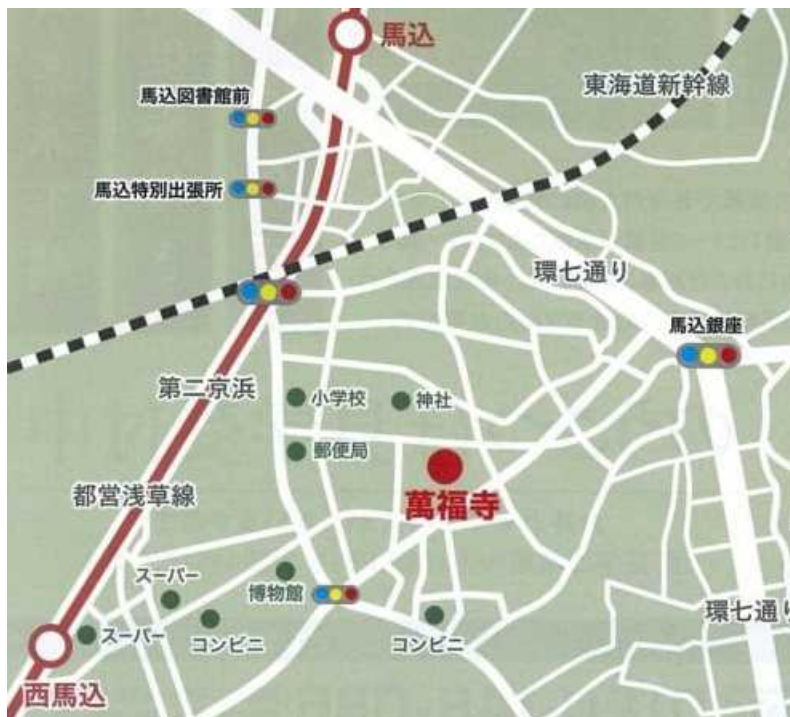 馬込
東海道新幹線
馬込図書館前
馬込特別出張所
環七通り
馬込銀座
第二京浜
小学校
神社
郵便局
萬福寺
都営浅草線
スーパー
博物館
コンビニ
スーパー
コンビニ
環七通り
西馬込